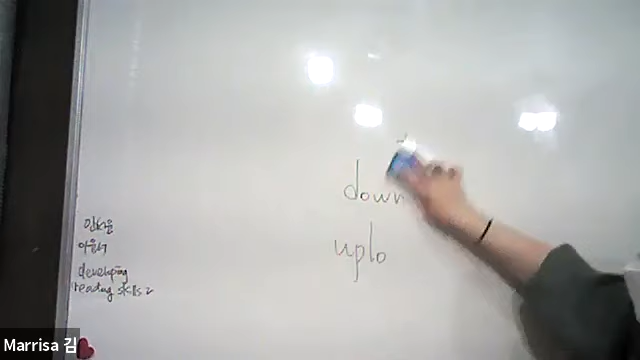 down
uplo
developing
reading skills 2
Marrisa 김